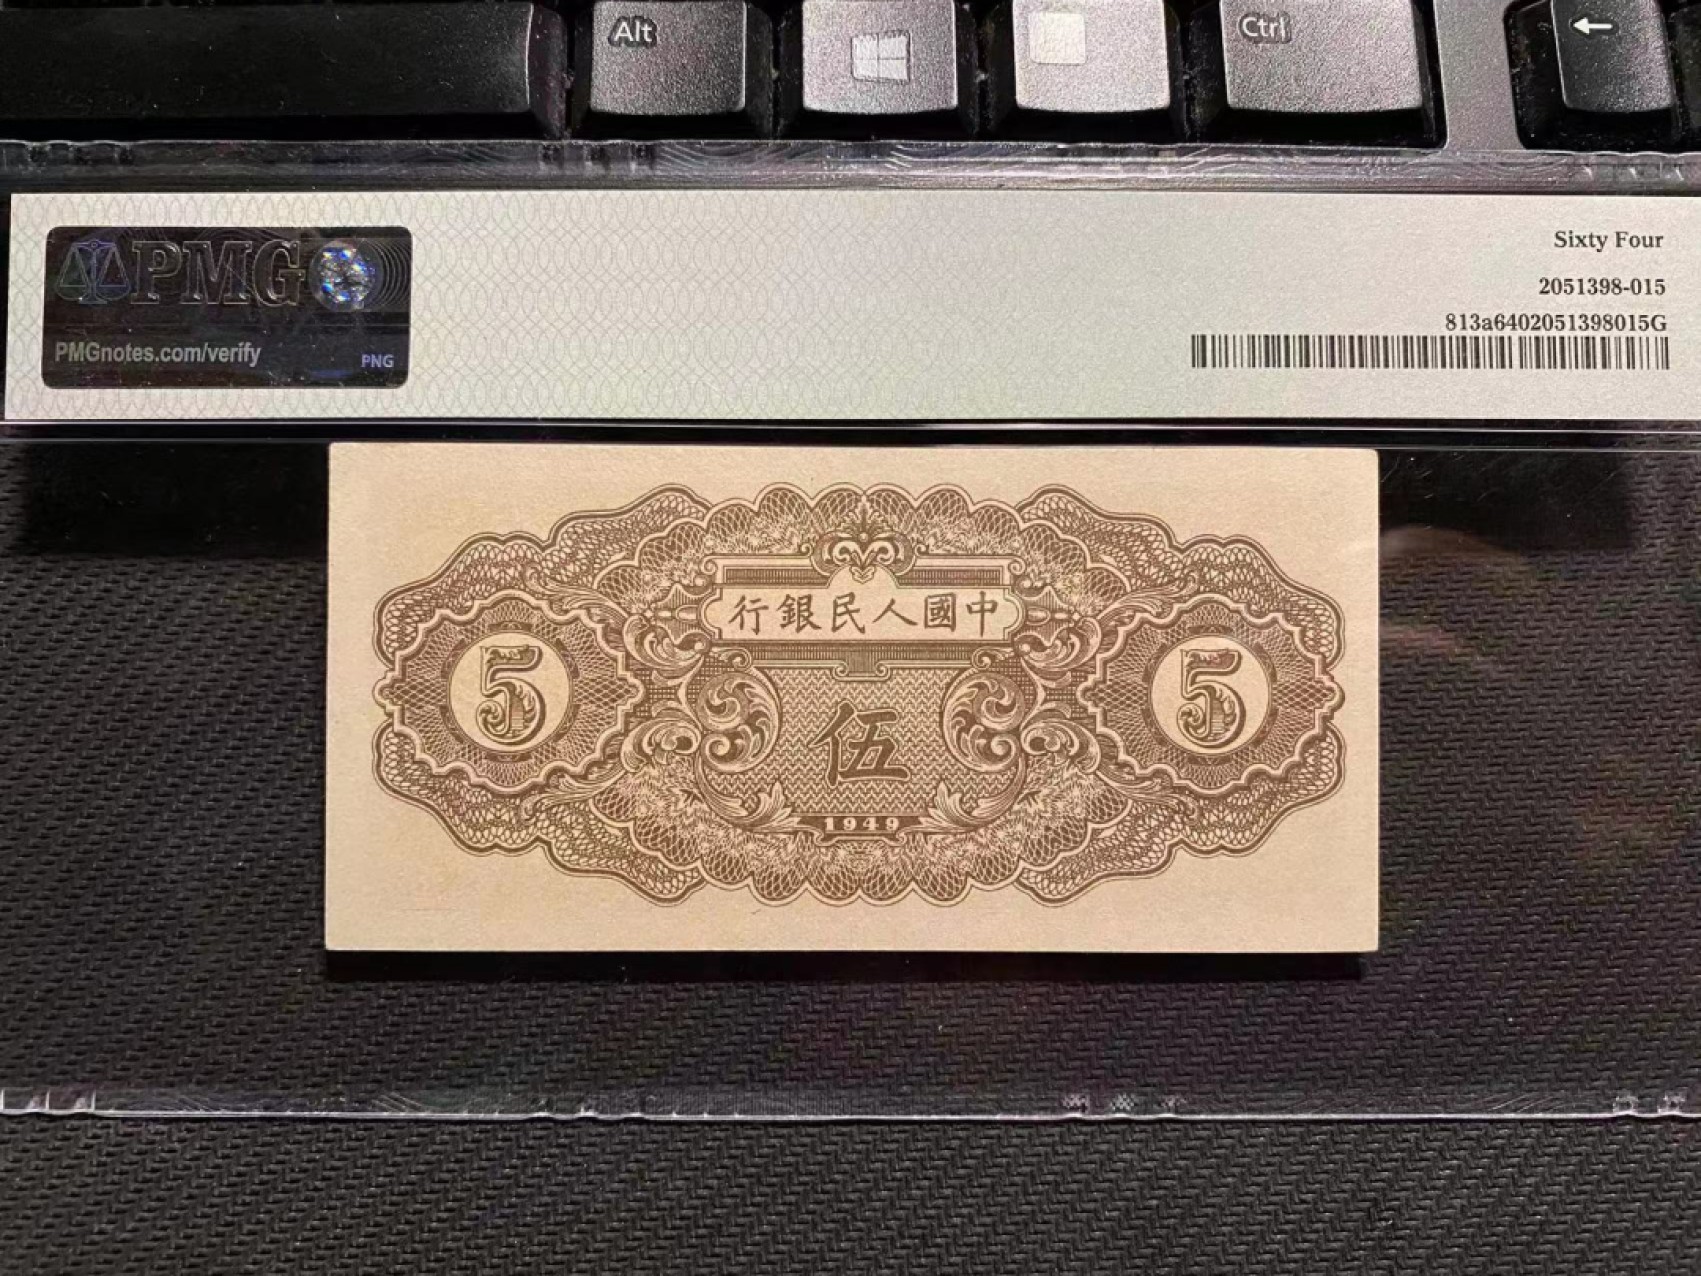 Alt
Ctrl
←
PMG
PMGnotes.com/verify
PNG
Sixty Four
2051398-015
813a6402051398015G
行銀民人國中
5
伍
5
1949